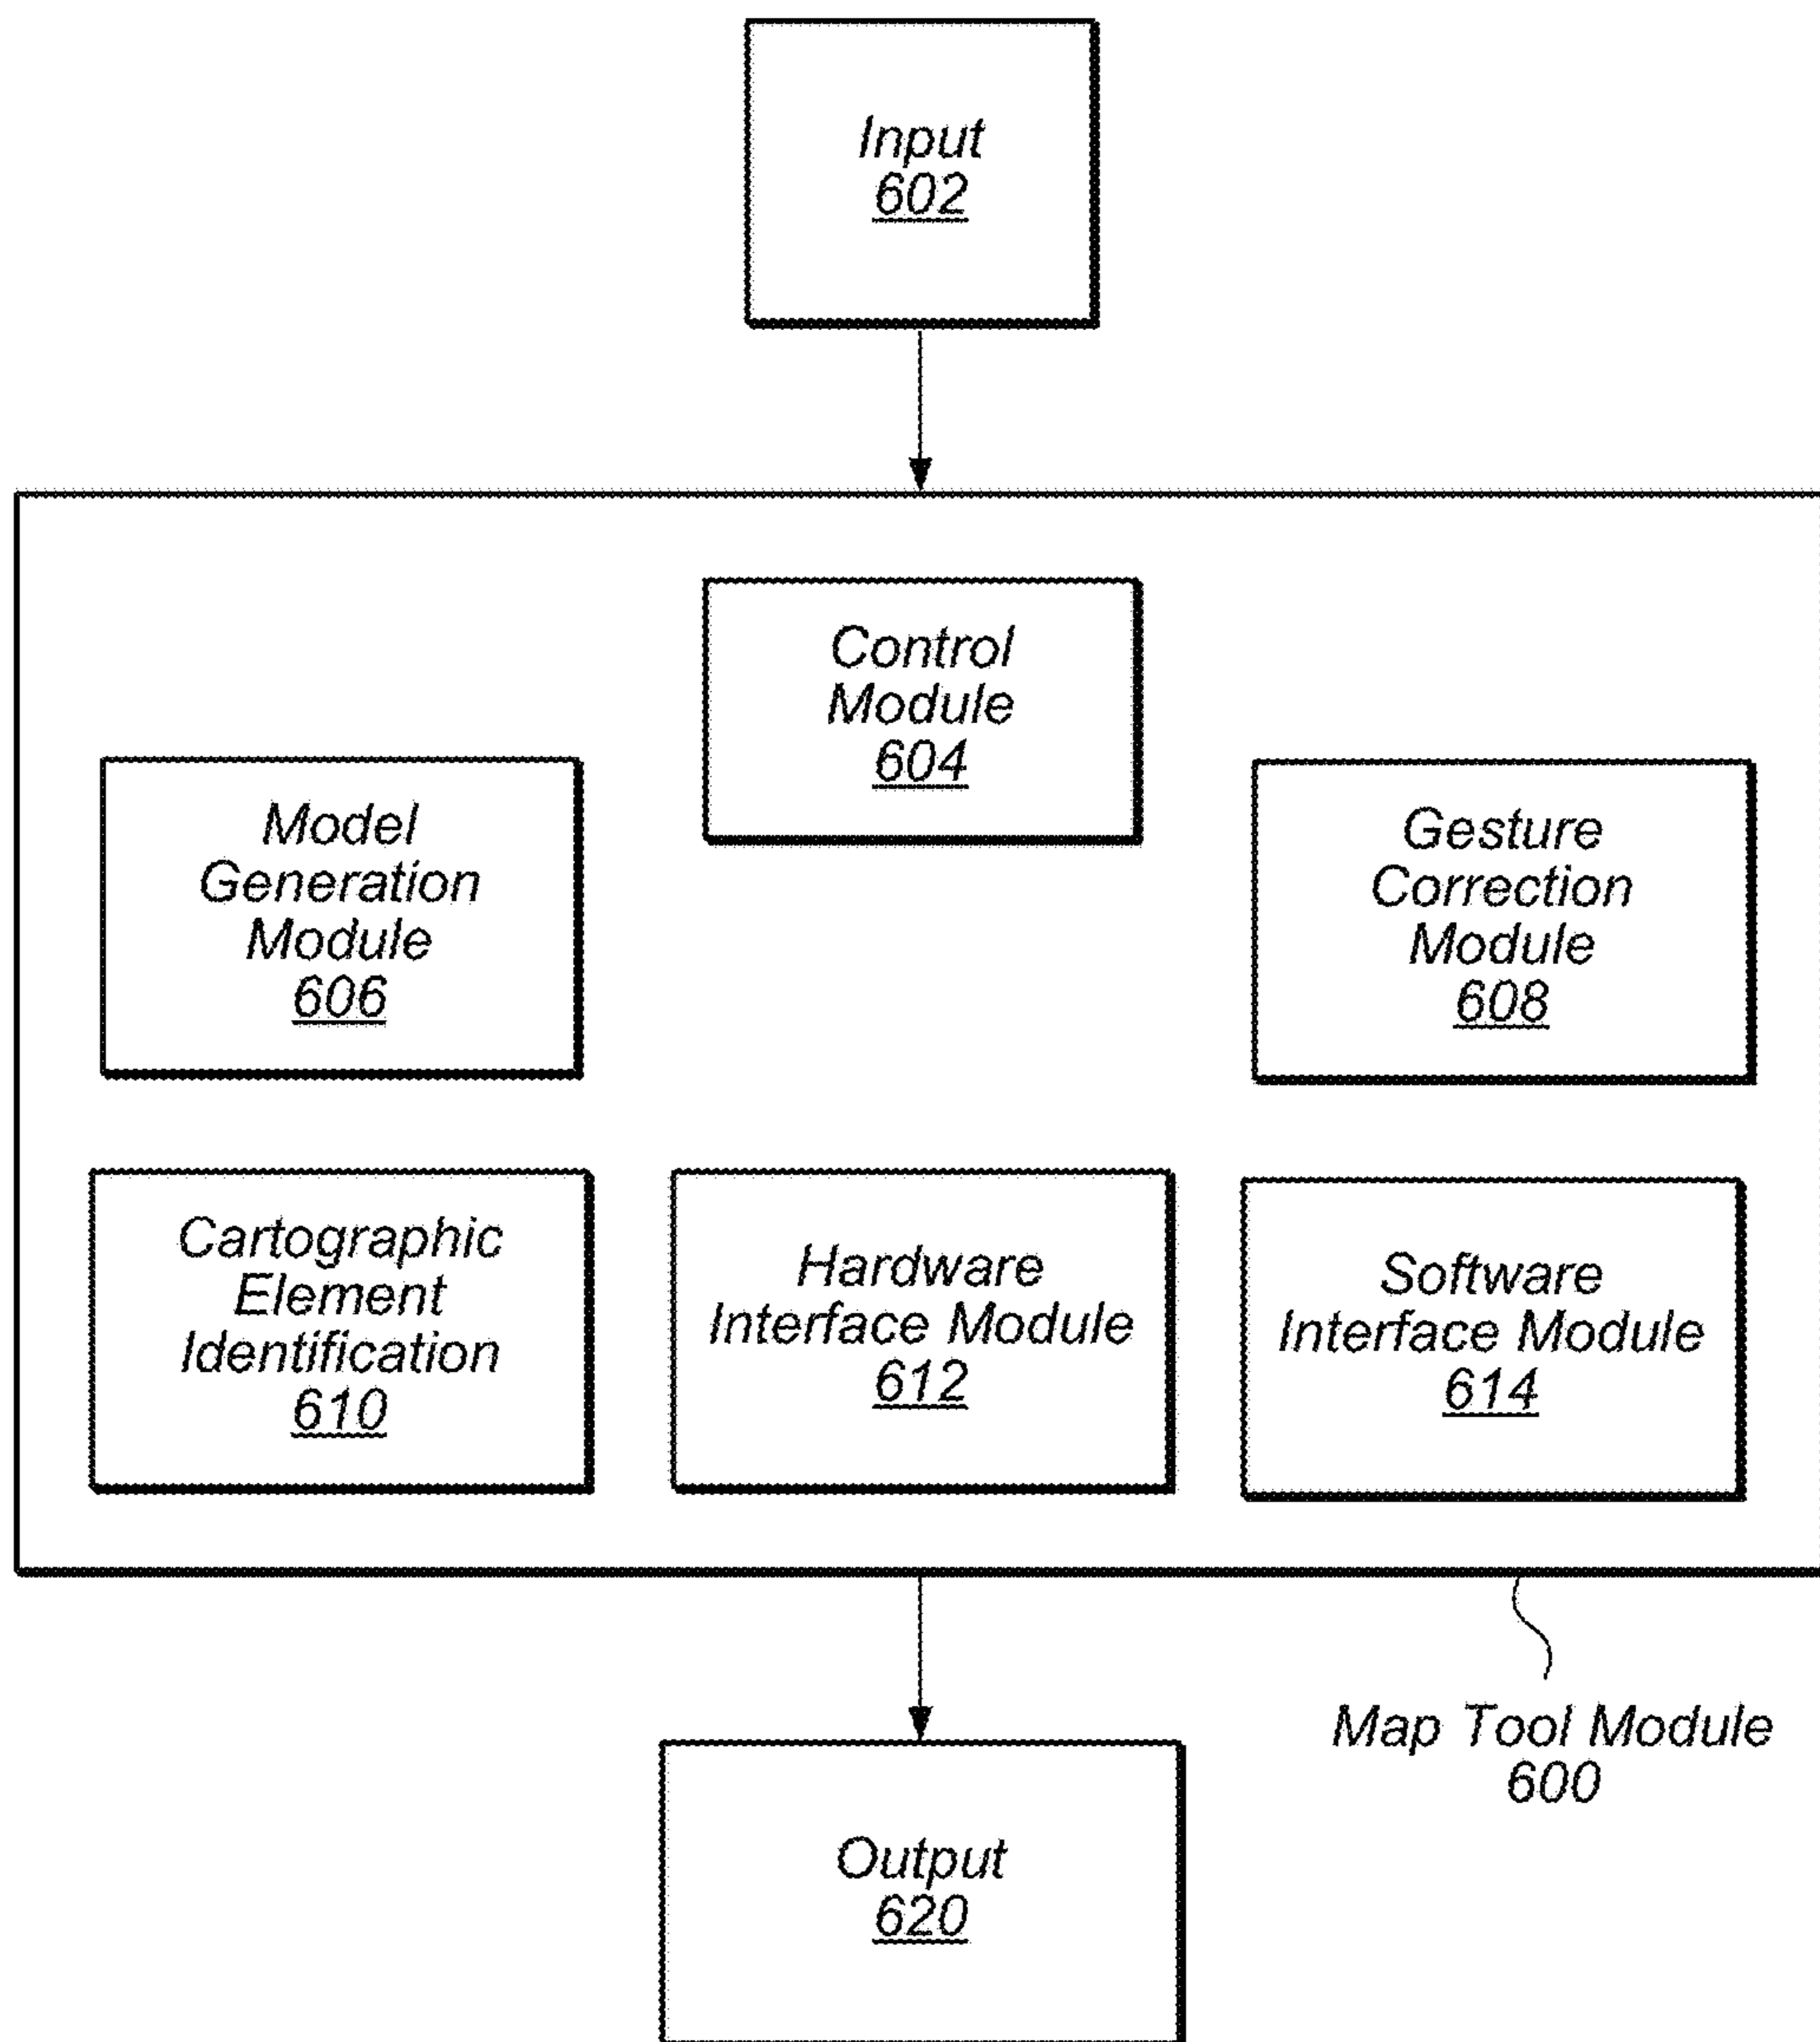 Input
602
Control
Module
604
Model
Generation
Module
606
Gesture
Correction
Module
608
Cartographic
Element
Identification
610
Hardware
Interface Module
612
Software
Interface Module
614
Map Tool Module
600
Output
620